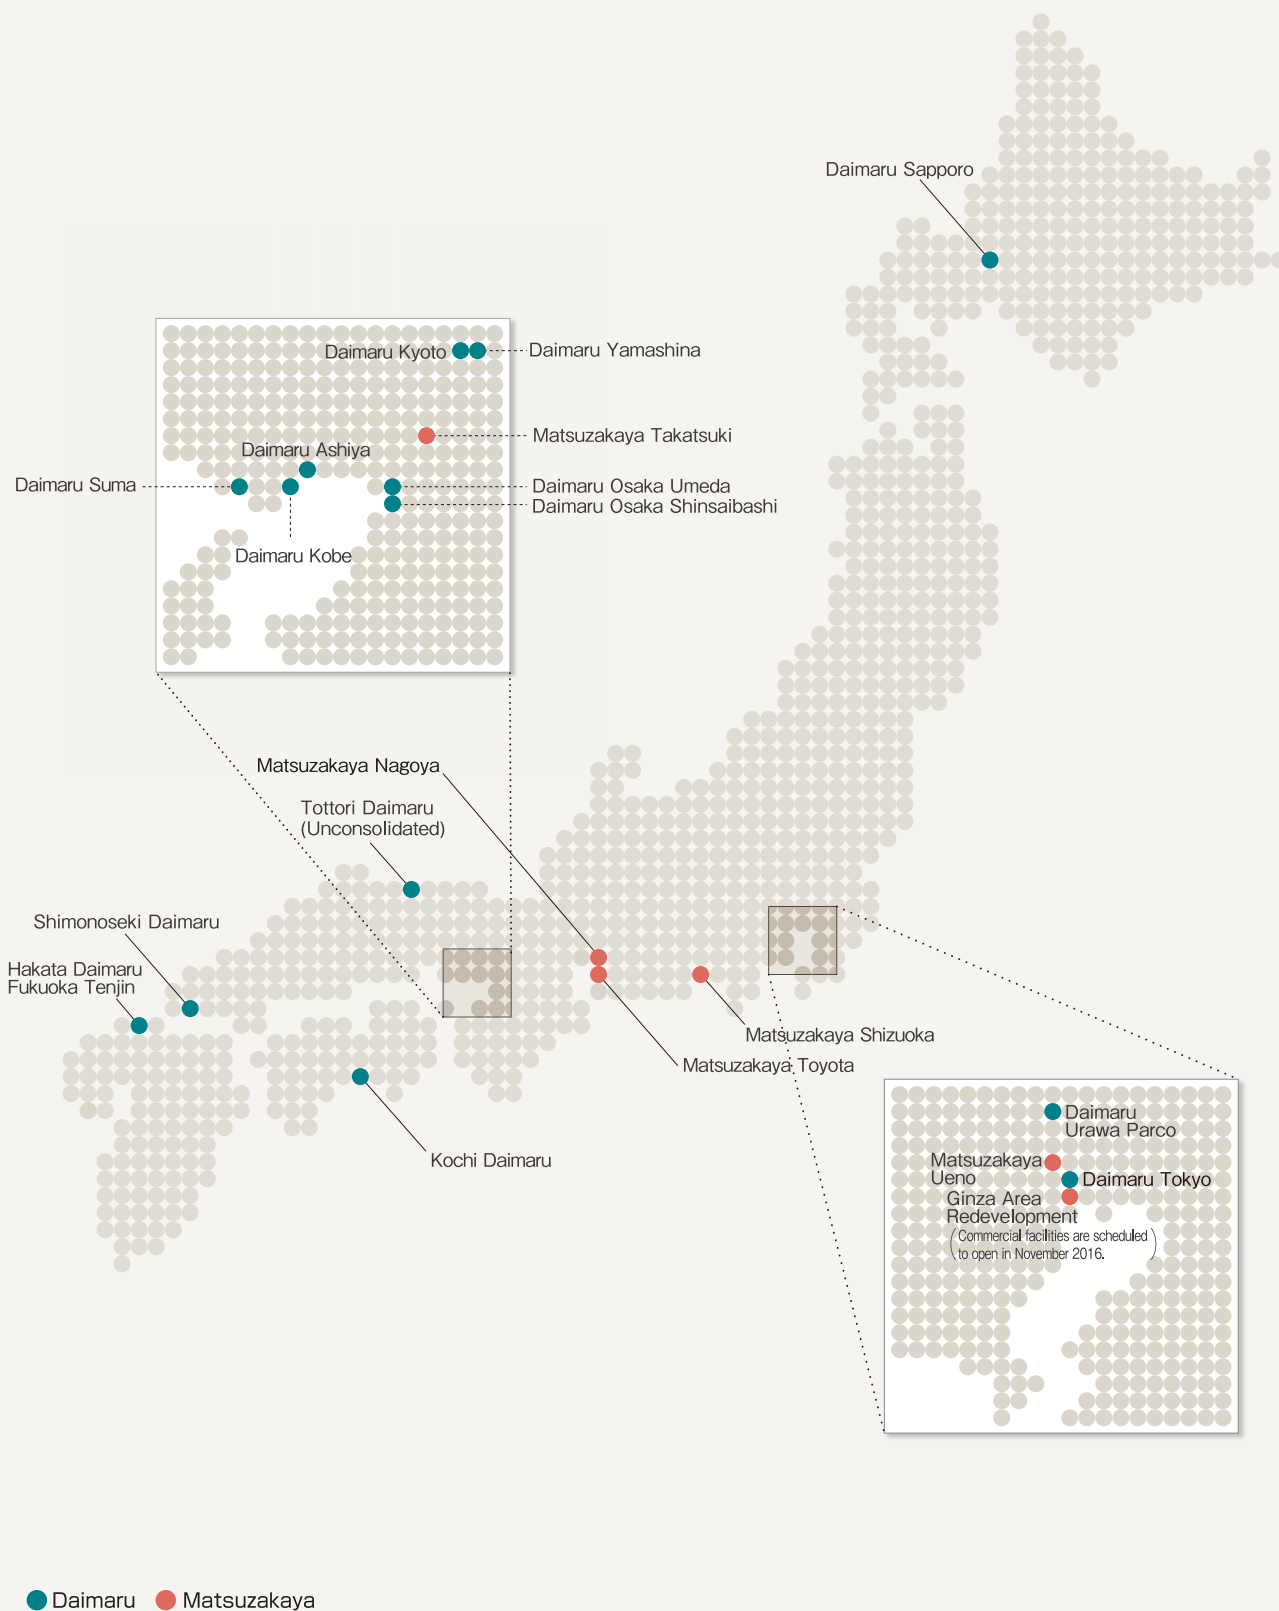 Daimaru Sapporo
Daimaru Kyoto
Daimaru Yamashina
Matsuzakaya Takatsuki
Daimaru Ashiya
Daimaru Suma
Daimaru Osaka Umeda
Daimaru Osaka Shinsaibashi
Daimaru Kobe
Matsuzakaya Nagoya
Tottori Daimaru
(Unconsolidated)
Shimonoseki Daimaru
Hakata Daimaru
Fukuoka Tenjin
Matsuzakaya Shizuoka
Matsuzakaya Toyota
Kochi Daimaru
Daimaru
Urawa Parco
Matsuzakaya
Ueno
Daimaru Tokyo
Ginza Area
Redevelopment
(Commercial facilities are scheduled
to open in November 2016.)
Daimaru
Matsuzakaya